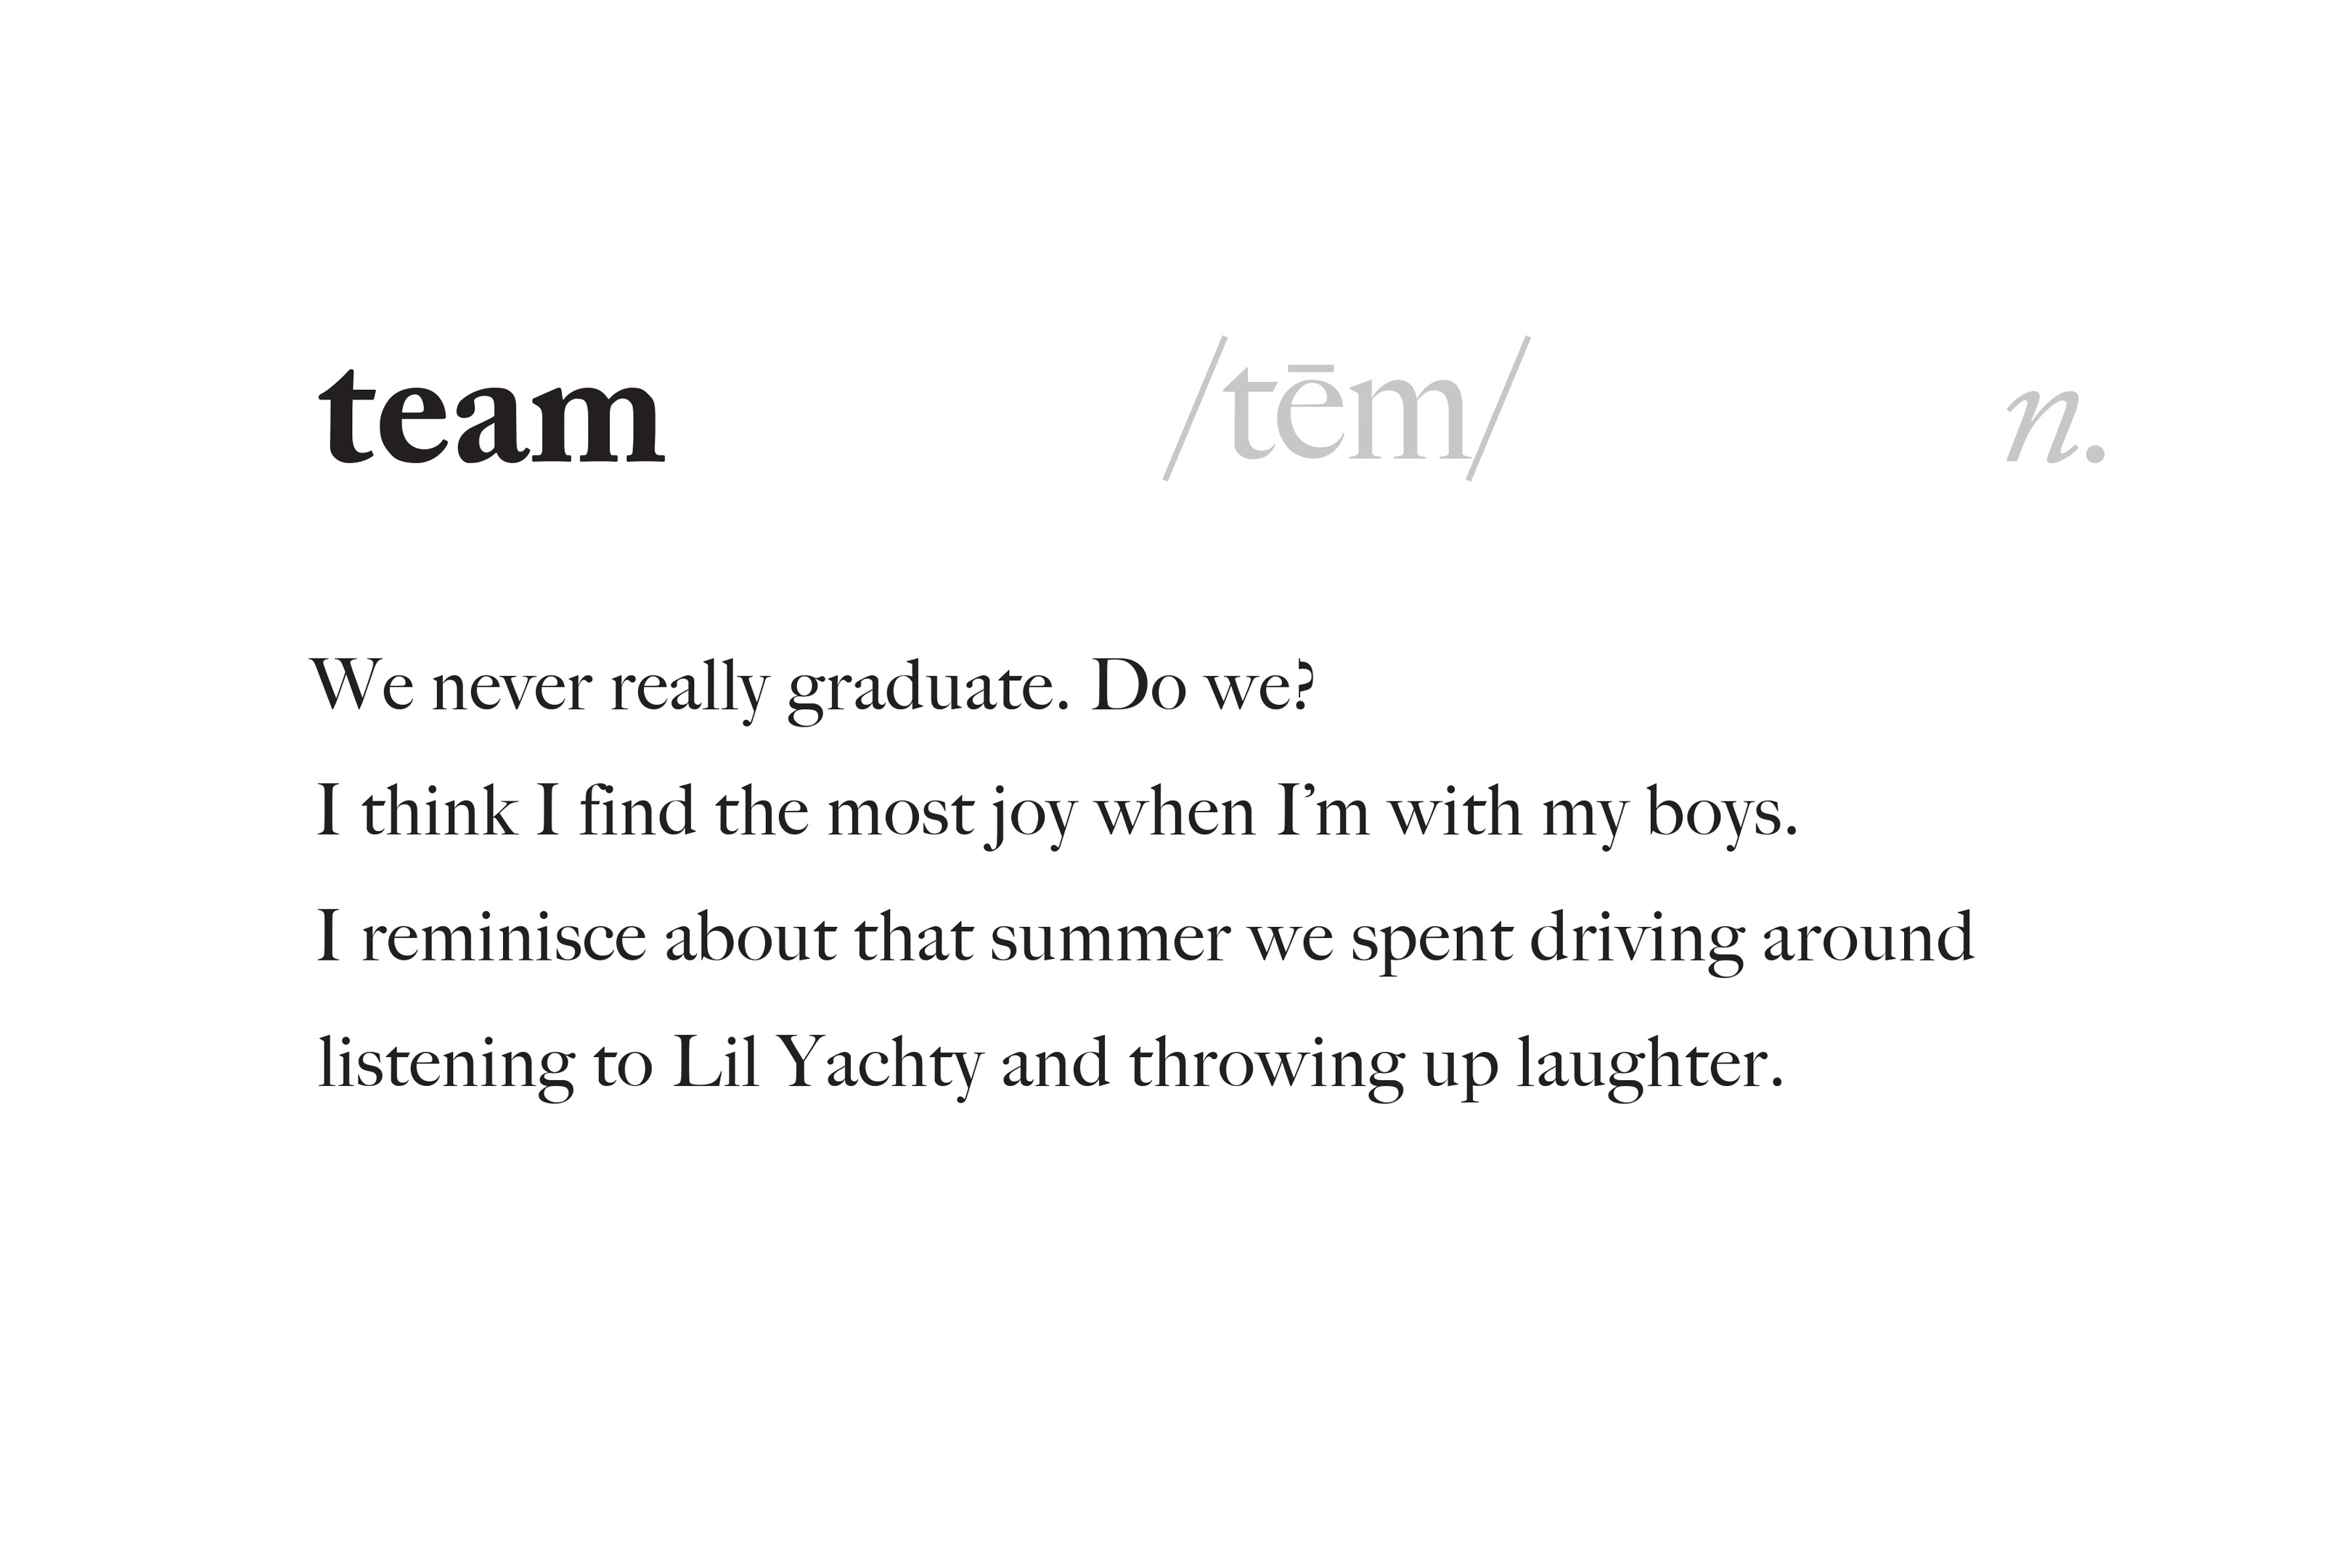 team /tēm/ n.
We never really graduate. Do we?
I think I find the most joy when I’m with my boys.
I reminisce about that summer we spent driving around
listening to Lil Yachty and throwing up laughter.